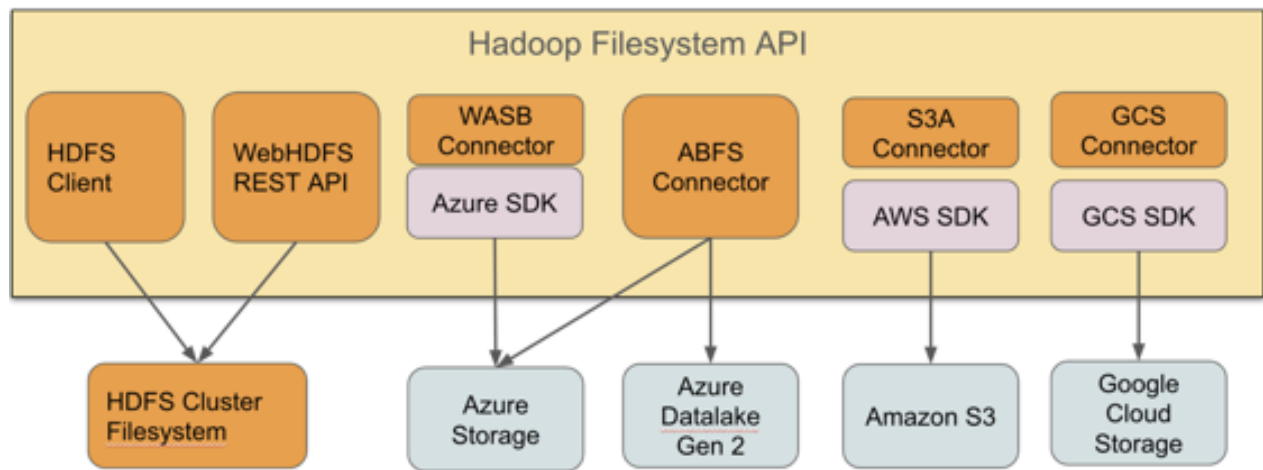 Hadoop Filesystem API
HDFS
Client
WebHDFS
REST API
WASB
Connector
Azure SDK
ABFS
Connector
S3A
Connector
AWS SDK
GCS
Connector
GCS SDK
HDFS Cluster
Filesystem
Azure
Storage
Azure
Datalake
Gen 2
Amazon S3
Google
Cloud
Storage